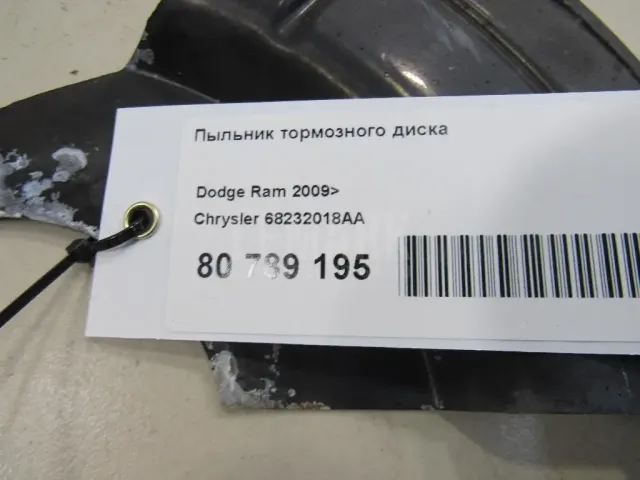 Пыльник тормозного диска
Dodge Ram 2009>
Chrysler 68232018AA
80 789 195